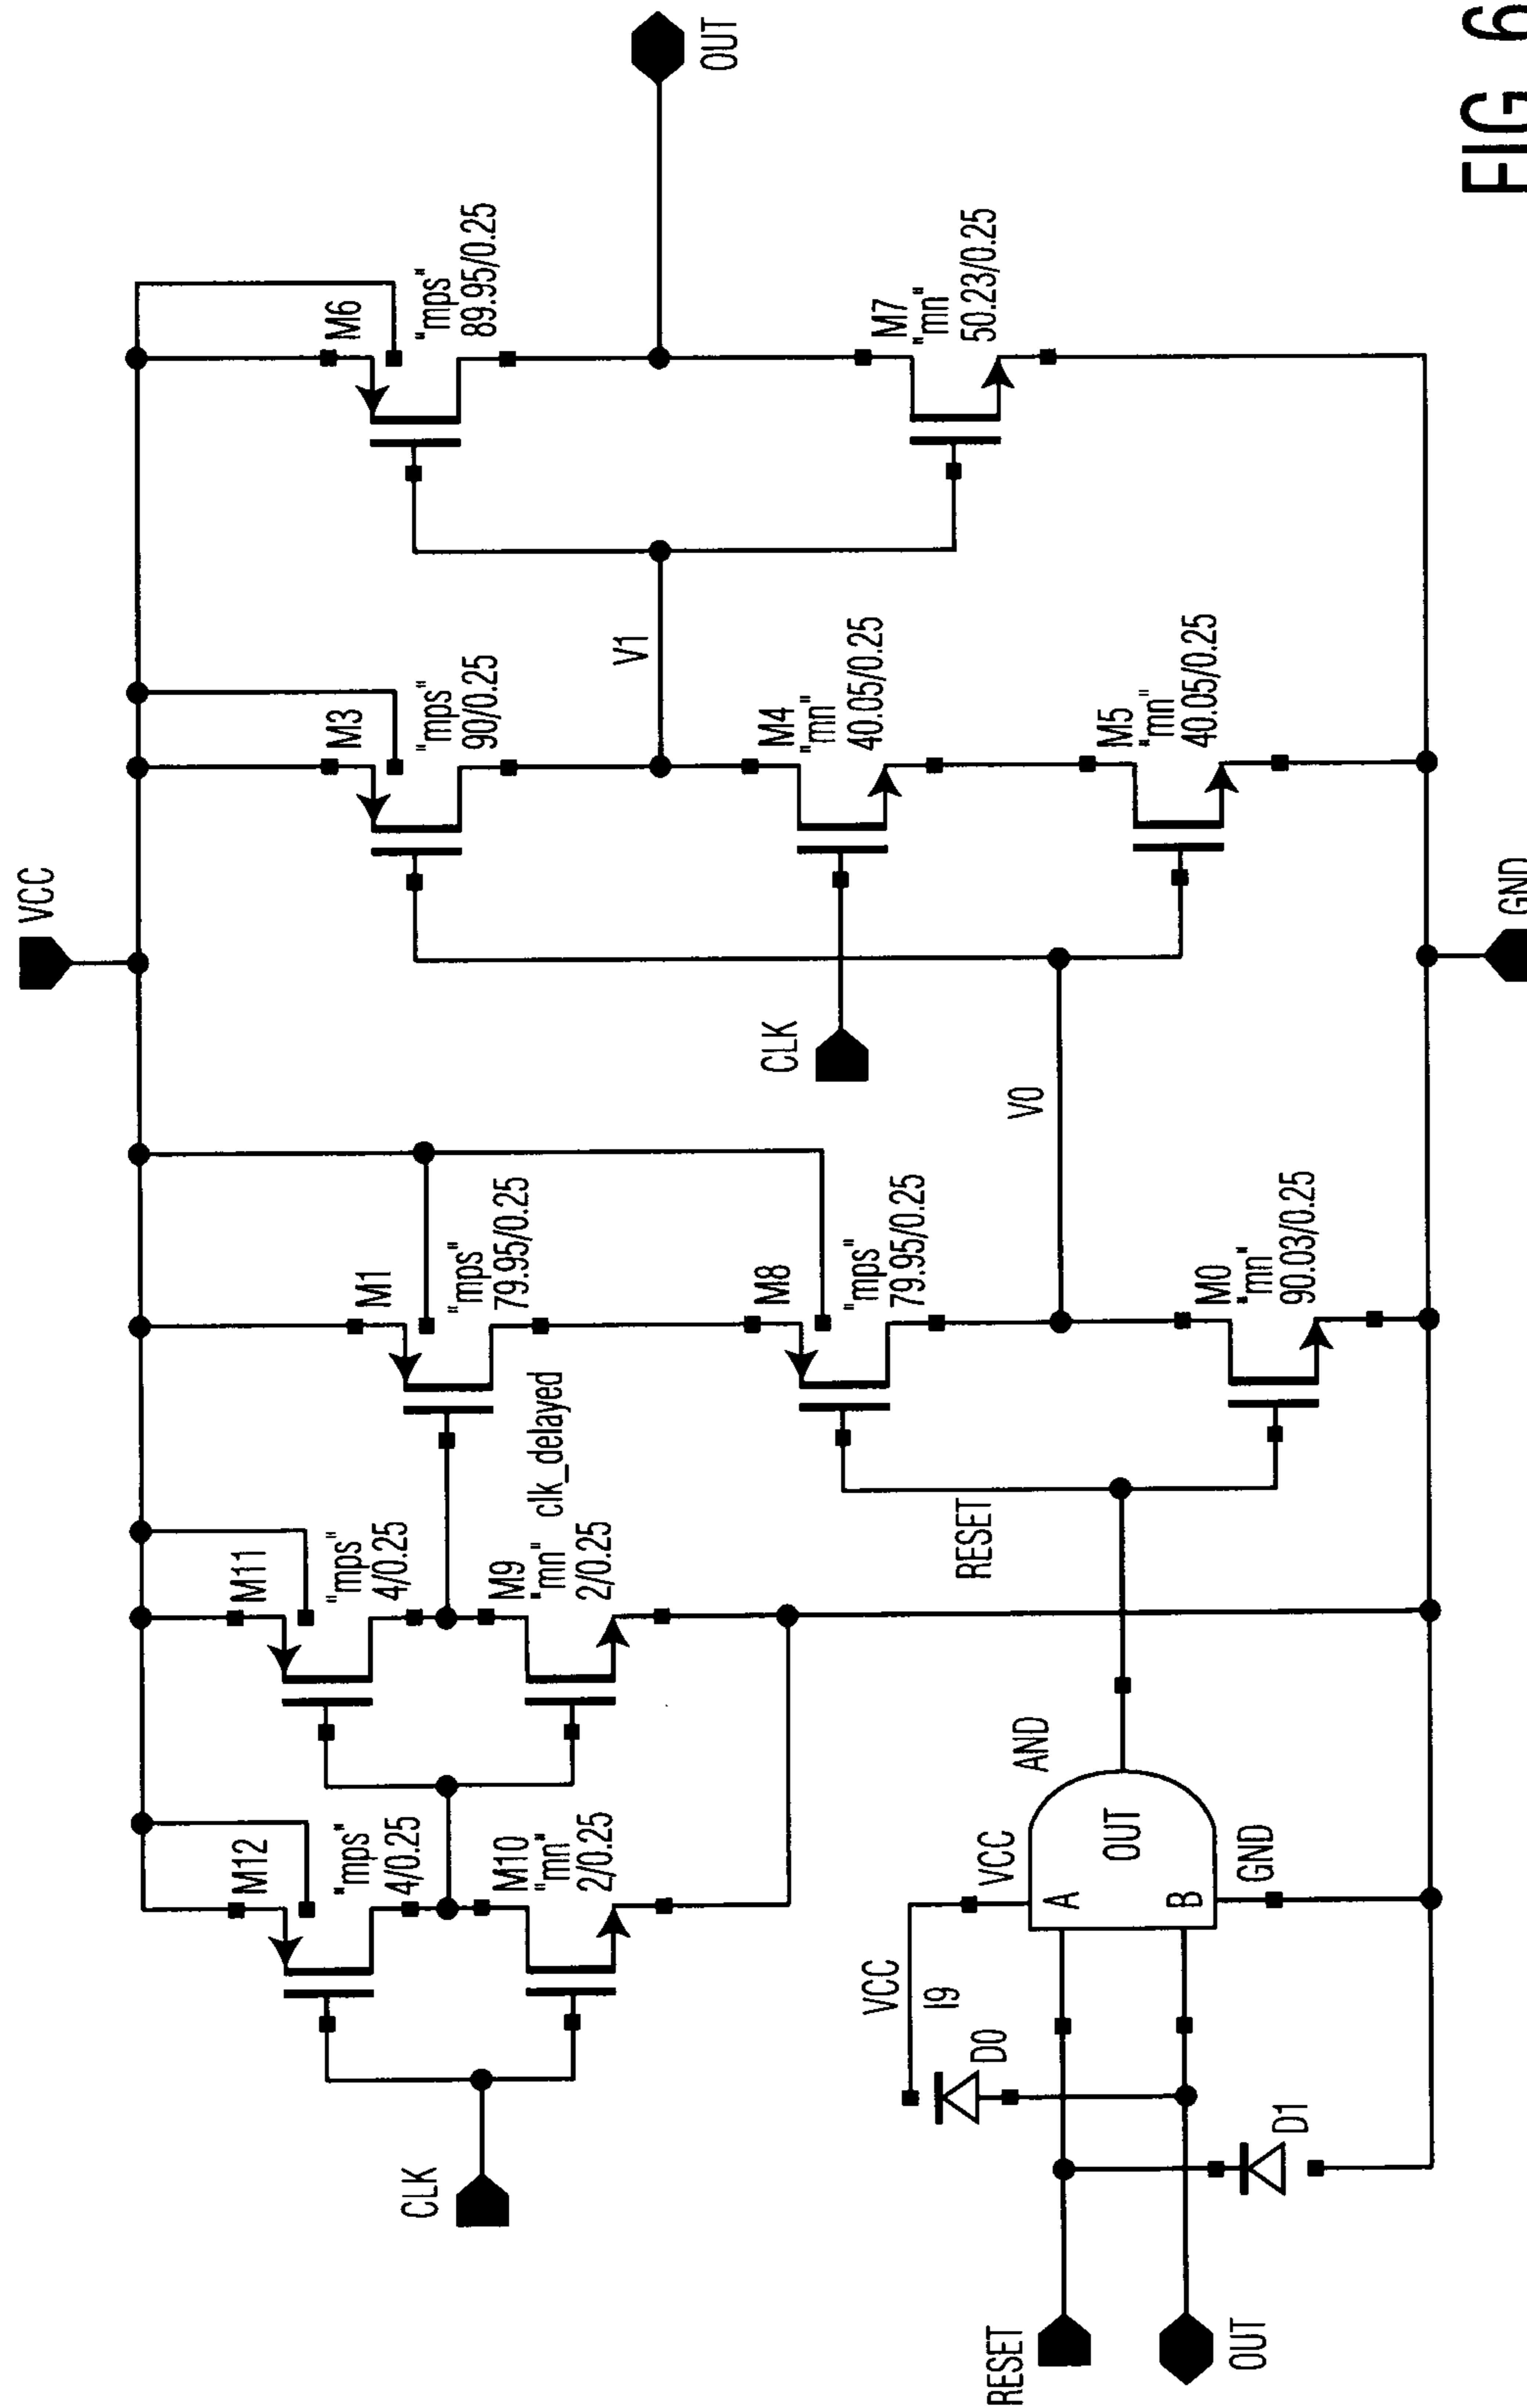 VCC
M12
"mps"
4/0.25
M11
"mps"
4/0.25
M1
"mps"
79.95/0.25
M3
"mps"
90/0.25
M6
"mps"
89.95/0.25
CLK
M10
"mn"
2/0.25
M9
"mn"
2/0.25
clk_delayed
V1
OUT
M8
"mps"
79.95/0.25
CLK
M4
"mn"
40.05/0.25
M7
"mn"
50.23/0.25
RESET
V0
M5
"mn"
40.05/0.25
VCC
I9
VCC
AND
D0
A
OUT
B
GND
M0
"mn"
90.03/0.25
RESET
D1
OUT
GND
FIG 6